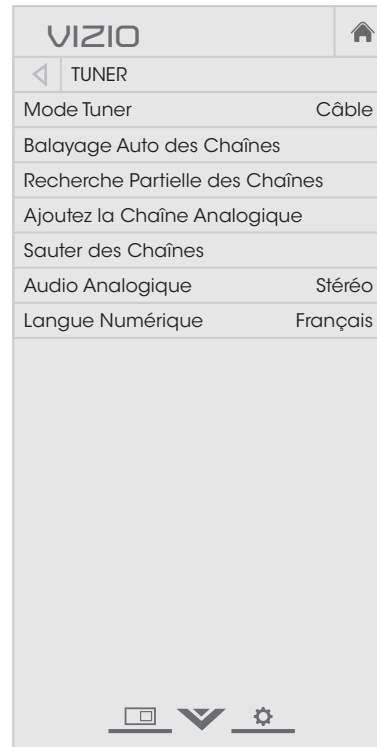 VIZIO
TUNER
Mode Tuner Câble
Balayage Auto des Chaînes
Recherche Partielle des Chaînes
Ajoutez la Chaîne Analogique
Sauter des Chaînes
Audio Analogique Stéréo
Langue Numérique Français